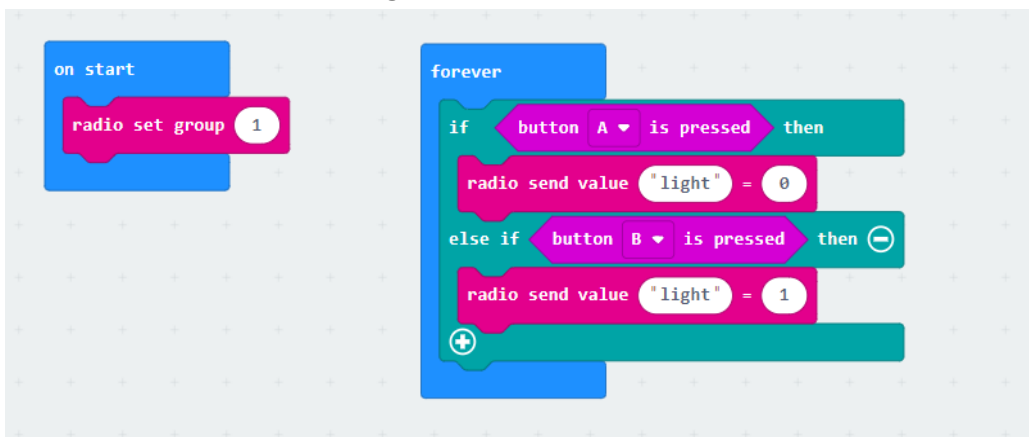 on start
radio set group 1
forever
if button A is pressed then
radio send value "light" = 0
else if button B is pressed then
radio send value "light" = 1